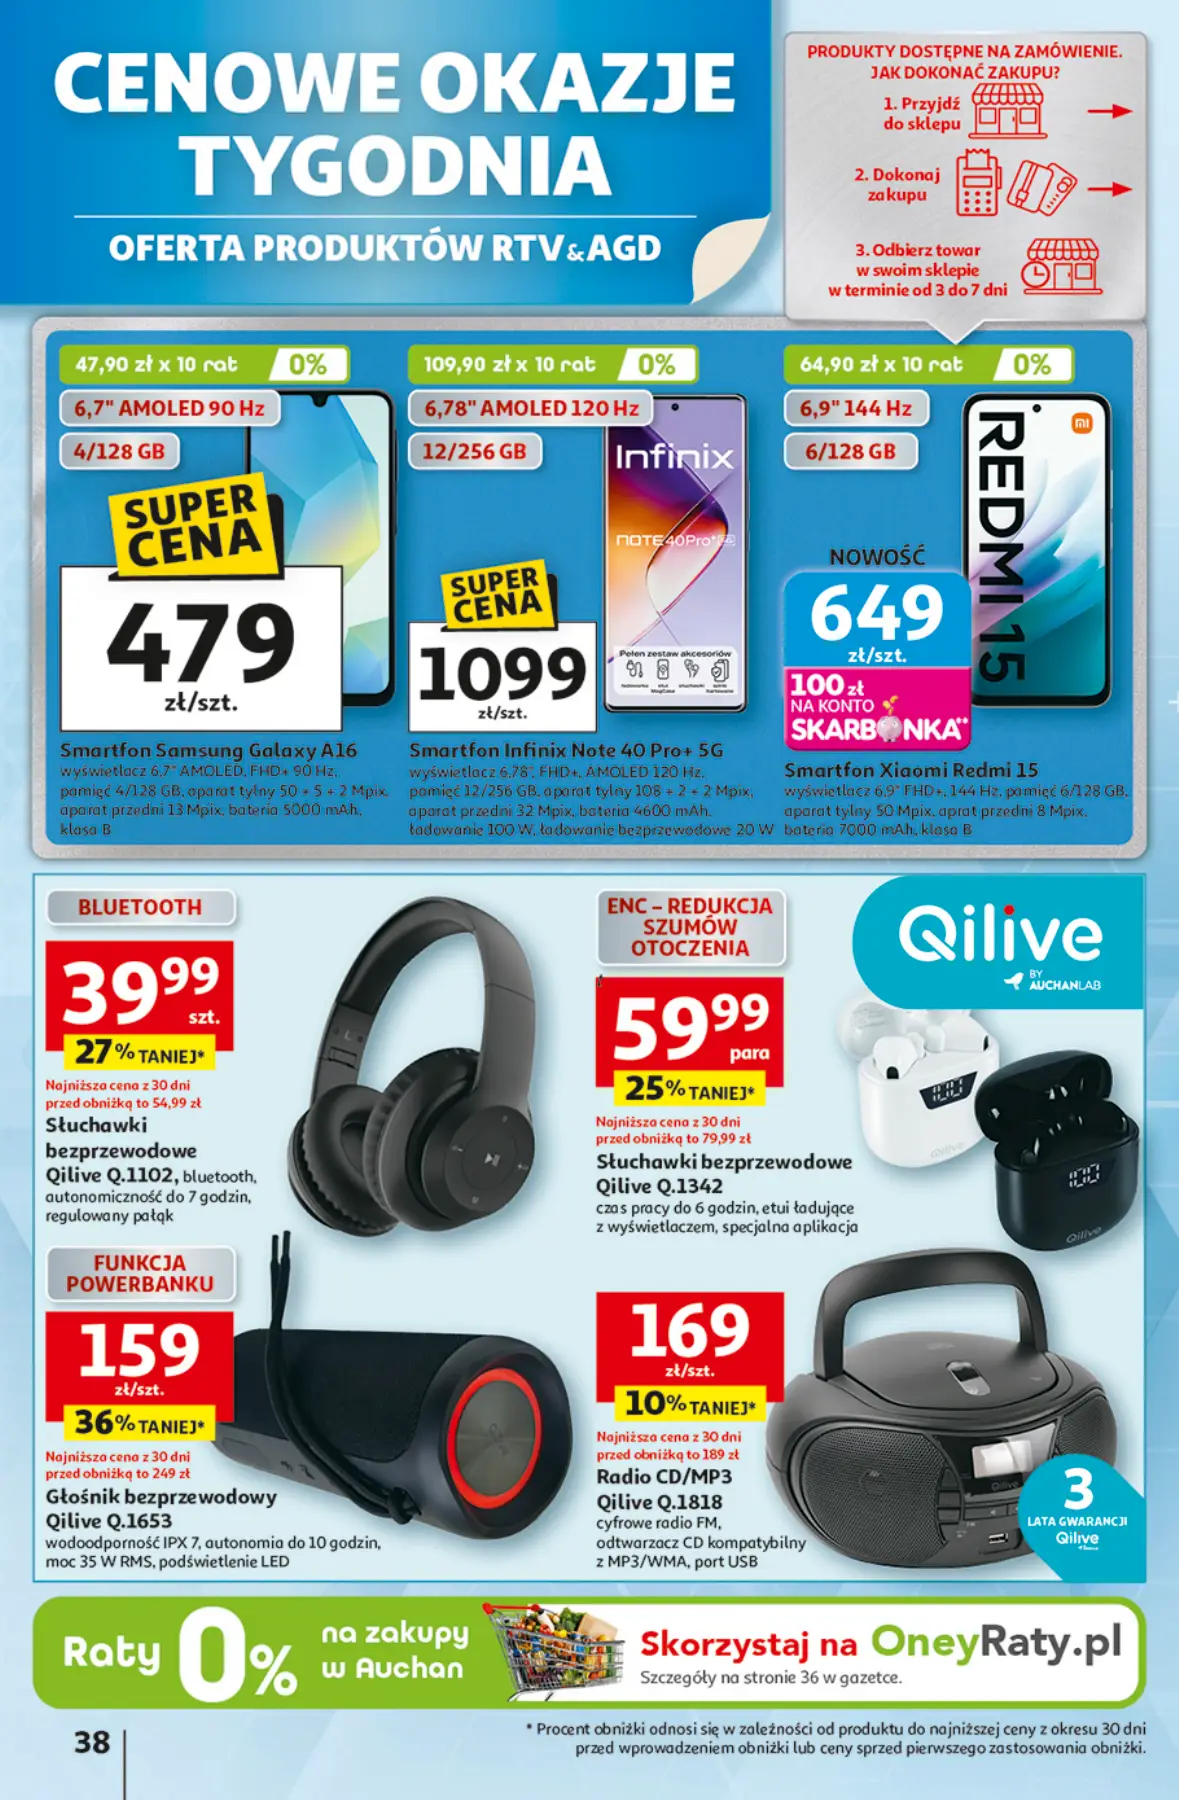 CENOWE OKAZJE
TYGODNIA
OFERTA PRODUKTÓW RTV&AGD
PRODUKTY DOSTĘPNE NA ZAMÓWIENIE.
JAK DOKONAĆ ZAKUPU?
1. Przyjdź
do sklepu
2. Dokonaj
zakupu
3. Odbierz towar
w swoim sklepie
w terminie od 3 do 7 dni
47,90 zł x 10 rat 0%
6,7" AMOLED 90 Hz
4/128 GB
SUPER
CENA
479
zł/szt.
Smartfon Samsung Galaxy A16
wyświetlacz 6,7" AMOLED, FHD+ 90 Hz,
pamięć 4/128 GB, aparat tylny 50 + 5 + 2 Mpix,
aparat przedni 13 Mpix, bateria 5000 mAh,
klasa B
109,90 zł x 10 rat 0%
6,78" AMOLED 120 Hz
12/256 GB
Infinix
NOTE 40Pro+ 5G
Pełen zestaw akcesoriów
SUPER
CENA
1099
zł/szt.
Smartfon Infinix Note 40 Pro+ 5G
wyświetlacz 6,78", FHD+, AMOLED 120 Hz,
pamięć 12/256 GB, aparat tylny 108 + 2 + 2 Mpix,
aparat przedni 32 Mpix, bateria 4600 mAh,
ładowanie 100 W, ładowanie bezprzewodowe 20 W
64,90 zł x 10 rat 0%
6,9" 144 Hz
6/128 GB
REDMI 15
NOWOŚĆ
649
zł/szt.
100 zł
NA KONTO
SKARBONKA**
Smartfon Xiaomi Redmi 15
wyświetlacz 6,9" FHD+, 144 Hz, pamięć 6/128 GB,
aparat tylny 50 Mpix, aprat przedni 8 Mpix,
bateria 7000 mAh, klasa B
BLUETOOTH
39 99
szt.
27% TANIEJ*
Najniższa cena z 30 dni
przed obniżką to 54,99 zł
Słuchawki
bezprzewodowe
Qilive Q.1102, bluetooth,
autonomiczność do 7 godzin,
regulowany pałąk
ENC – REDUKCJA
SZUMÓW
OTOCZENIA
59 99
para
25% TANIEJ*
Najniższa cena z 30 dni
przed obniżką to 79,99 zł
Słuchawki bezprzewodowe
Qilive Q.1342
czas pracy do 6 godzin, etui ładujące
z wyświetlaczem, specjalna aplikacja
Qilive
BY
AUCHANLAB
Qilive
FUNKCJA
POWERBANKU
159
zł/szt.
36% TANIEJ*
Najniższa cena z 30 dni
przed obniżką to 249 zł
Głośnik bezprzewodowy
Qilive Q.1653
wodoodporność IPX 7, autonomia do 10 godzin,
moc 35 W RMS, podświetlenie LED
169
zł/szt.
10% TANIEJ*
Najniższa cena z 30 dni
przed obniżką to 189 zł
Radio CD/MP3
Qilive Q.1818
cyfrowe radio FM,
odtwarzacz CD kompatybilny
z MP3/WMA, port USB
Qilive
3
LATA GWARANCJI
Qilive
Raty 0%
na zakupy
w Auchan
Skorzystaj na OneyRaty.pl
Szczegóły na stronie 36 w gazetce.
* Procent obniżki odnosi się w zależności od produktu do najniższej ceny z okresu 30 dni
przed wprowadzeniem obniżki lub ceny sprzed pierwszego zastosowania obniżki.
38